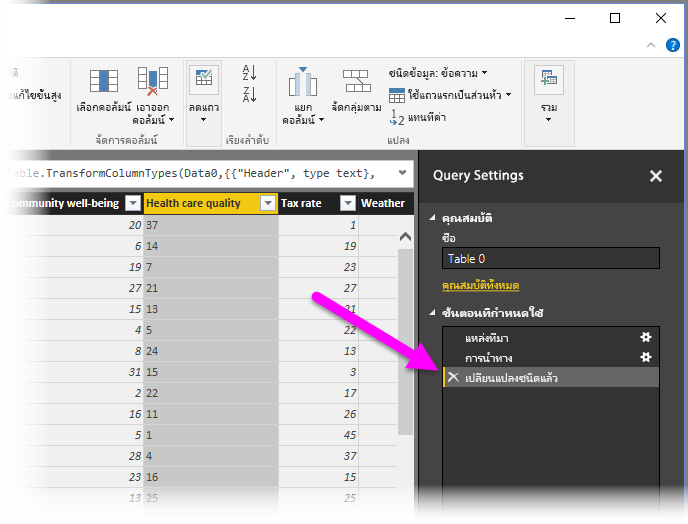 แก้ไขขั้นสูง
เลือกคอลัมน์
เอาออก
คอลัมน์
จัดการคอลัมน์
ลดแถว
A
Z
Z
A
เรียงลำดับ
แยก
คอลัมน์
จัดกลุ่มตาม
ชนิดข้อมูล: ข้อความ
ใช้แถวแรกเป็นส่วนหัว
1
2
แทนที่ค่า
แปลง
รวม
able.TransformColumnTypes(Data0,{{"Header", type text},
ommunity well-being Health care quality Tax rate Weather
20 37 1
6 14 19
19 7 23
27 21 27
15 13 21
4 5 22
8 24 13
31 15 3
2 22 17
16 11 26
5 1 45
28 4 37
23 16 15
13 25 25
Query Settings
คุณสมบัติ
ชื่อ
Table 0
คุณสมบัติทั้งหมด
ขั้นตอนที่กำหนดใช้
แหล่งที่มา
การนำทาง
เปลี่ยนแปลงชนิดแล้ว